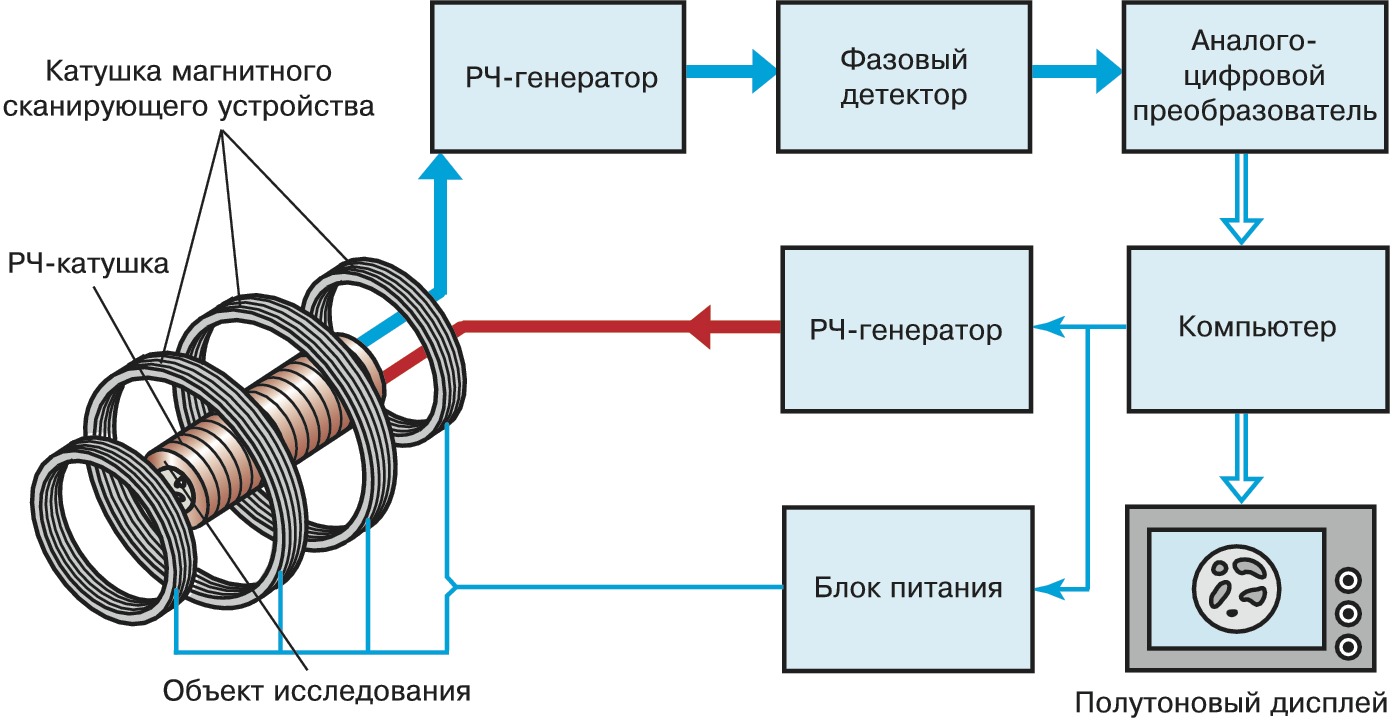 Катушка магнитного
сканирующего устройства
РЧ-катушка
Объект исследования
РЧ-генератор
Фазовый
детектор
Аналого-
цифровой
преобразователь
РЧ-генератор
Компьютер
Блок питания
Полутоновый дисплей